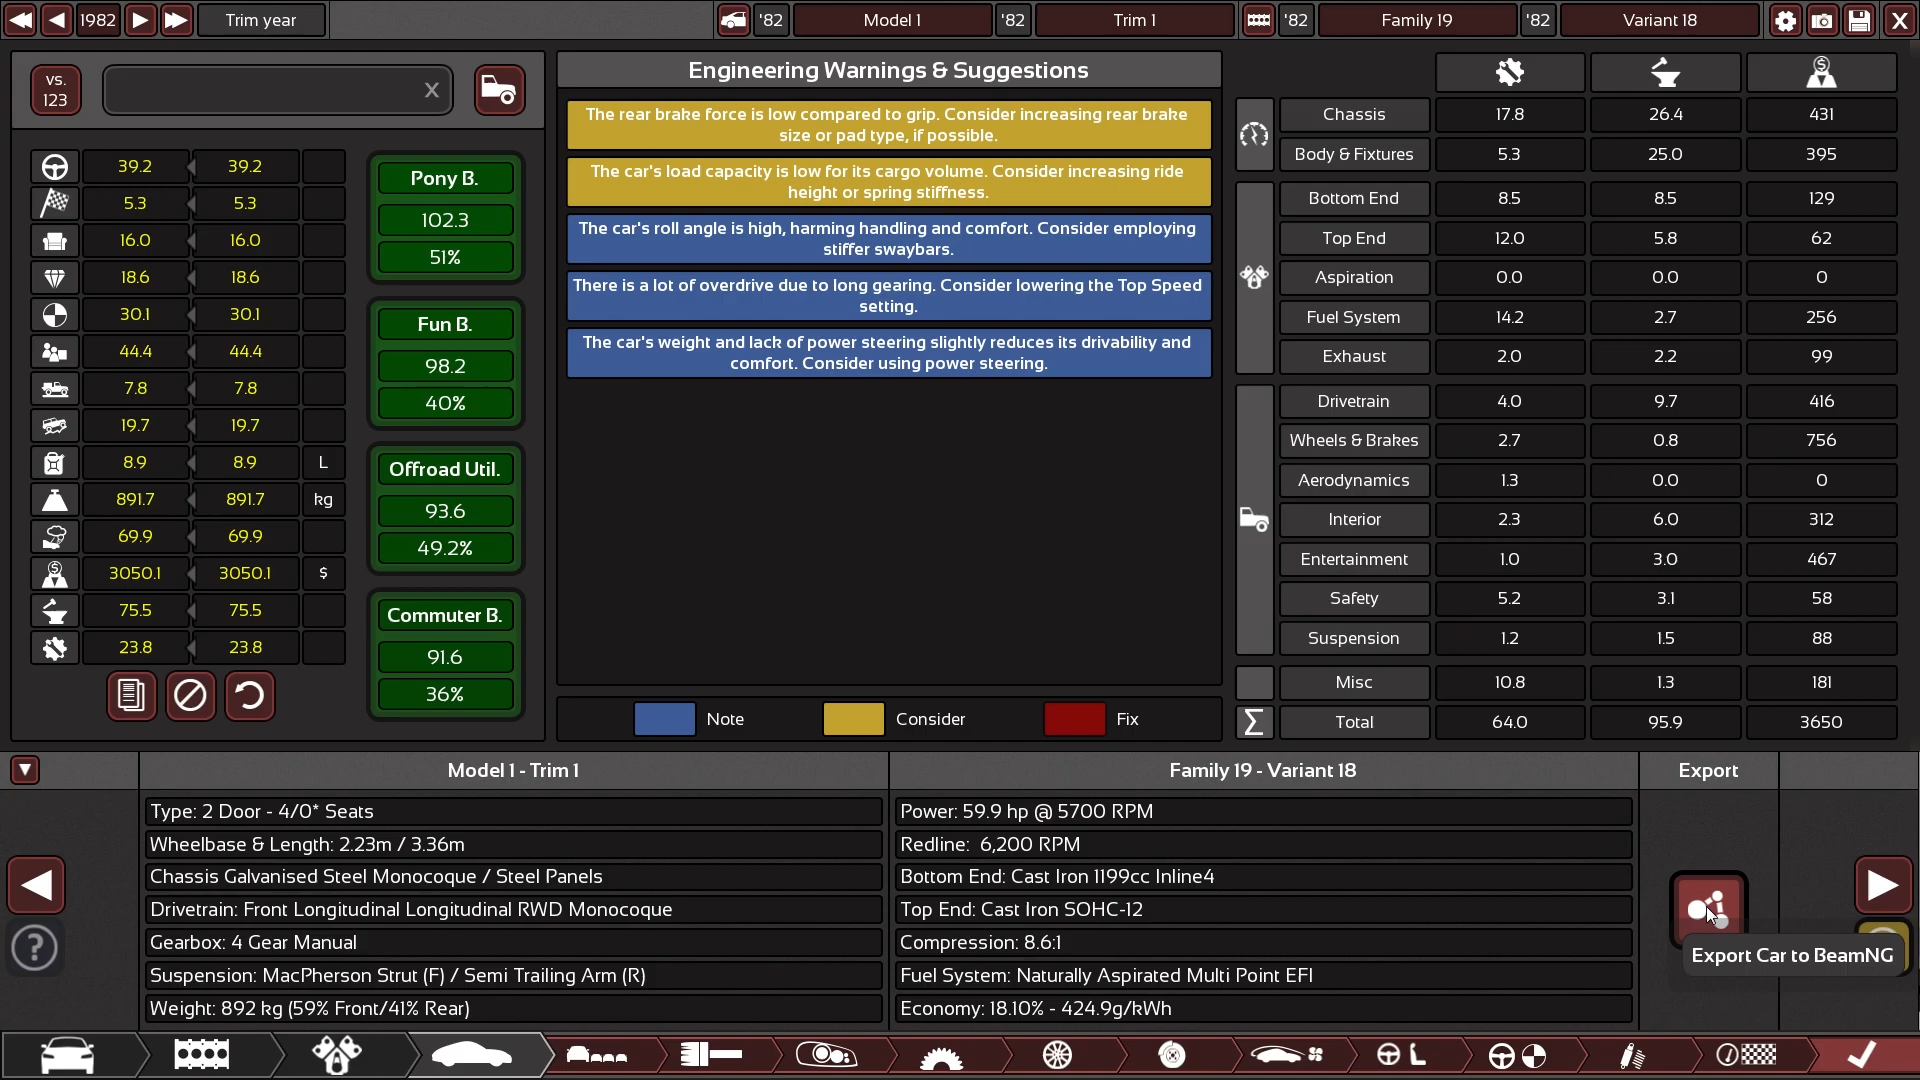 1982
Trim year
'82
Model 1
'82
Trim 1
'82
Family 19
'82
Variant 18
vs.
123
x
39.2 39.2
5.3 5.3
16.0 16.0
18.6 18.6
30.1 30.1
44.4 44.4
7.8 7.8
19.7 19.7
8.9 8.9 L
891.7 891.7 kg
69.9 69.9
3050.1 3050.1 $
75.5 75.5
23.8 23.8
Pony B.
102.3
51%
Fun B.
98.2
40%
Offroad Util.
93.6
49.2%
Commuter B.
91.6
36%
Engineering Warnings & Suggestions
The rear brake force is low compared to grip. Consider increasing rear brake
size or pad type, if possible.
The car's load capacity is low for its cargo volume. Consider increasing ride
height or spring stiffness.
The car's roll angle is high, harming handling and comfort. Consider employing
stiffer swaybars.
There is a lot of overdrive due to long gearing. Consider lowering the Top Speed
setting.
The car's weight and lack of power steering slightly reduces its drivability and
comfort. Consider using power steering.
Note
Consider
Fix
Chassis 17.8 26.4 431
Body & Fixtures 5.3 25.0 395
Bottom End 8.5 8.5 129
Top End 12.0 5.8 62
Aspiration 0.0 0.0 0
Fuel System 14.2 2.7 256
Exhaust 2.0 2.2 99
Drivetrain 4.0 9.7 416
Wheels & Brakes 2.7 0.8 756
Aerodynamics 1.3 0.0 0
Interior 2.3 6.0 312
Entertainment 1.0 3.0 467
Safety 5.2 3.1 58
Suspension 1.2 1.5 88
Misc 10.8 1.3 181
Σ Total 64.0 95.9 3650
Model 1 - Trim 1
Type: 2 Door - 4/0* Seats
Wheelbase & Length: 2.23m / 3.36m
Chassis Galvanised Steel Monocoque / Steel Panels
Drivetrain: Front Longitudinal Longitudinal RWD Monocoque
Gearbox: 4 Gear Manual
Suspension: MacPherson Strut (F) / Semi Trailing Arm (R)
Weight: 892 kg (59% Front/41% Rear)
Family 19 - Variant 18
Power: 59.9 hp @ 5700 RPM
Redline: 6,200 RPM
Bottom End: Cast Iron 1199cc Inline4
Top End: Cast Iron SOHC-12
Compression: 8.6:1
Fuel System: Naturally Aspirated Multi Point EFI
Economy: 18.10% - 424.9g/kWh
Export
Export Car to BeamNG
?